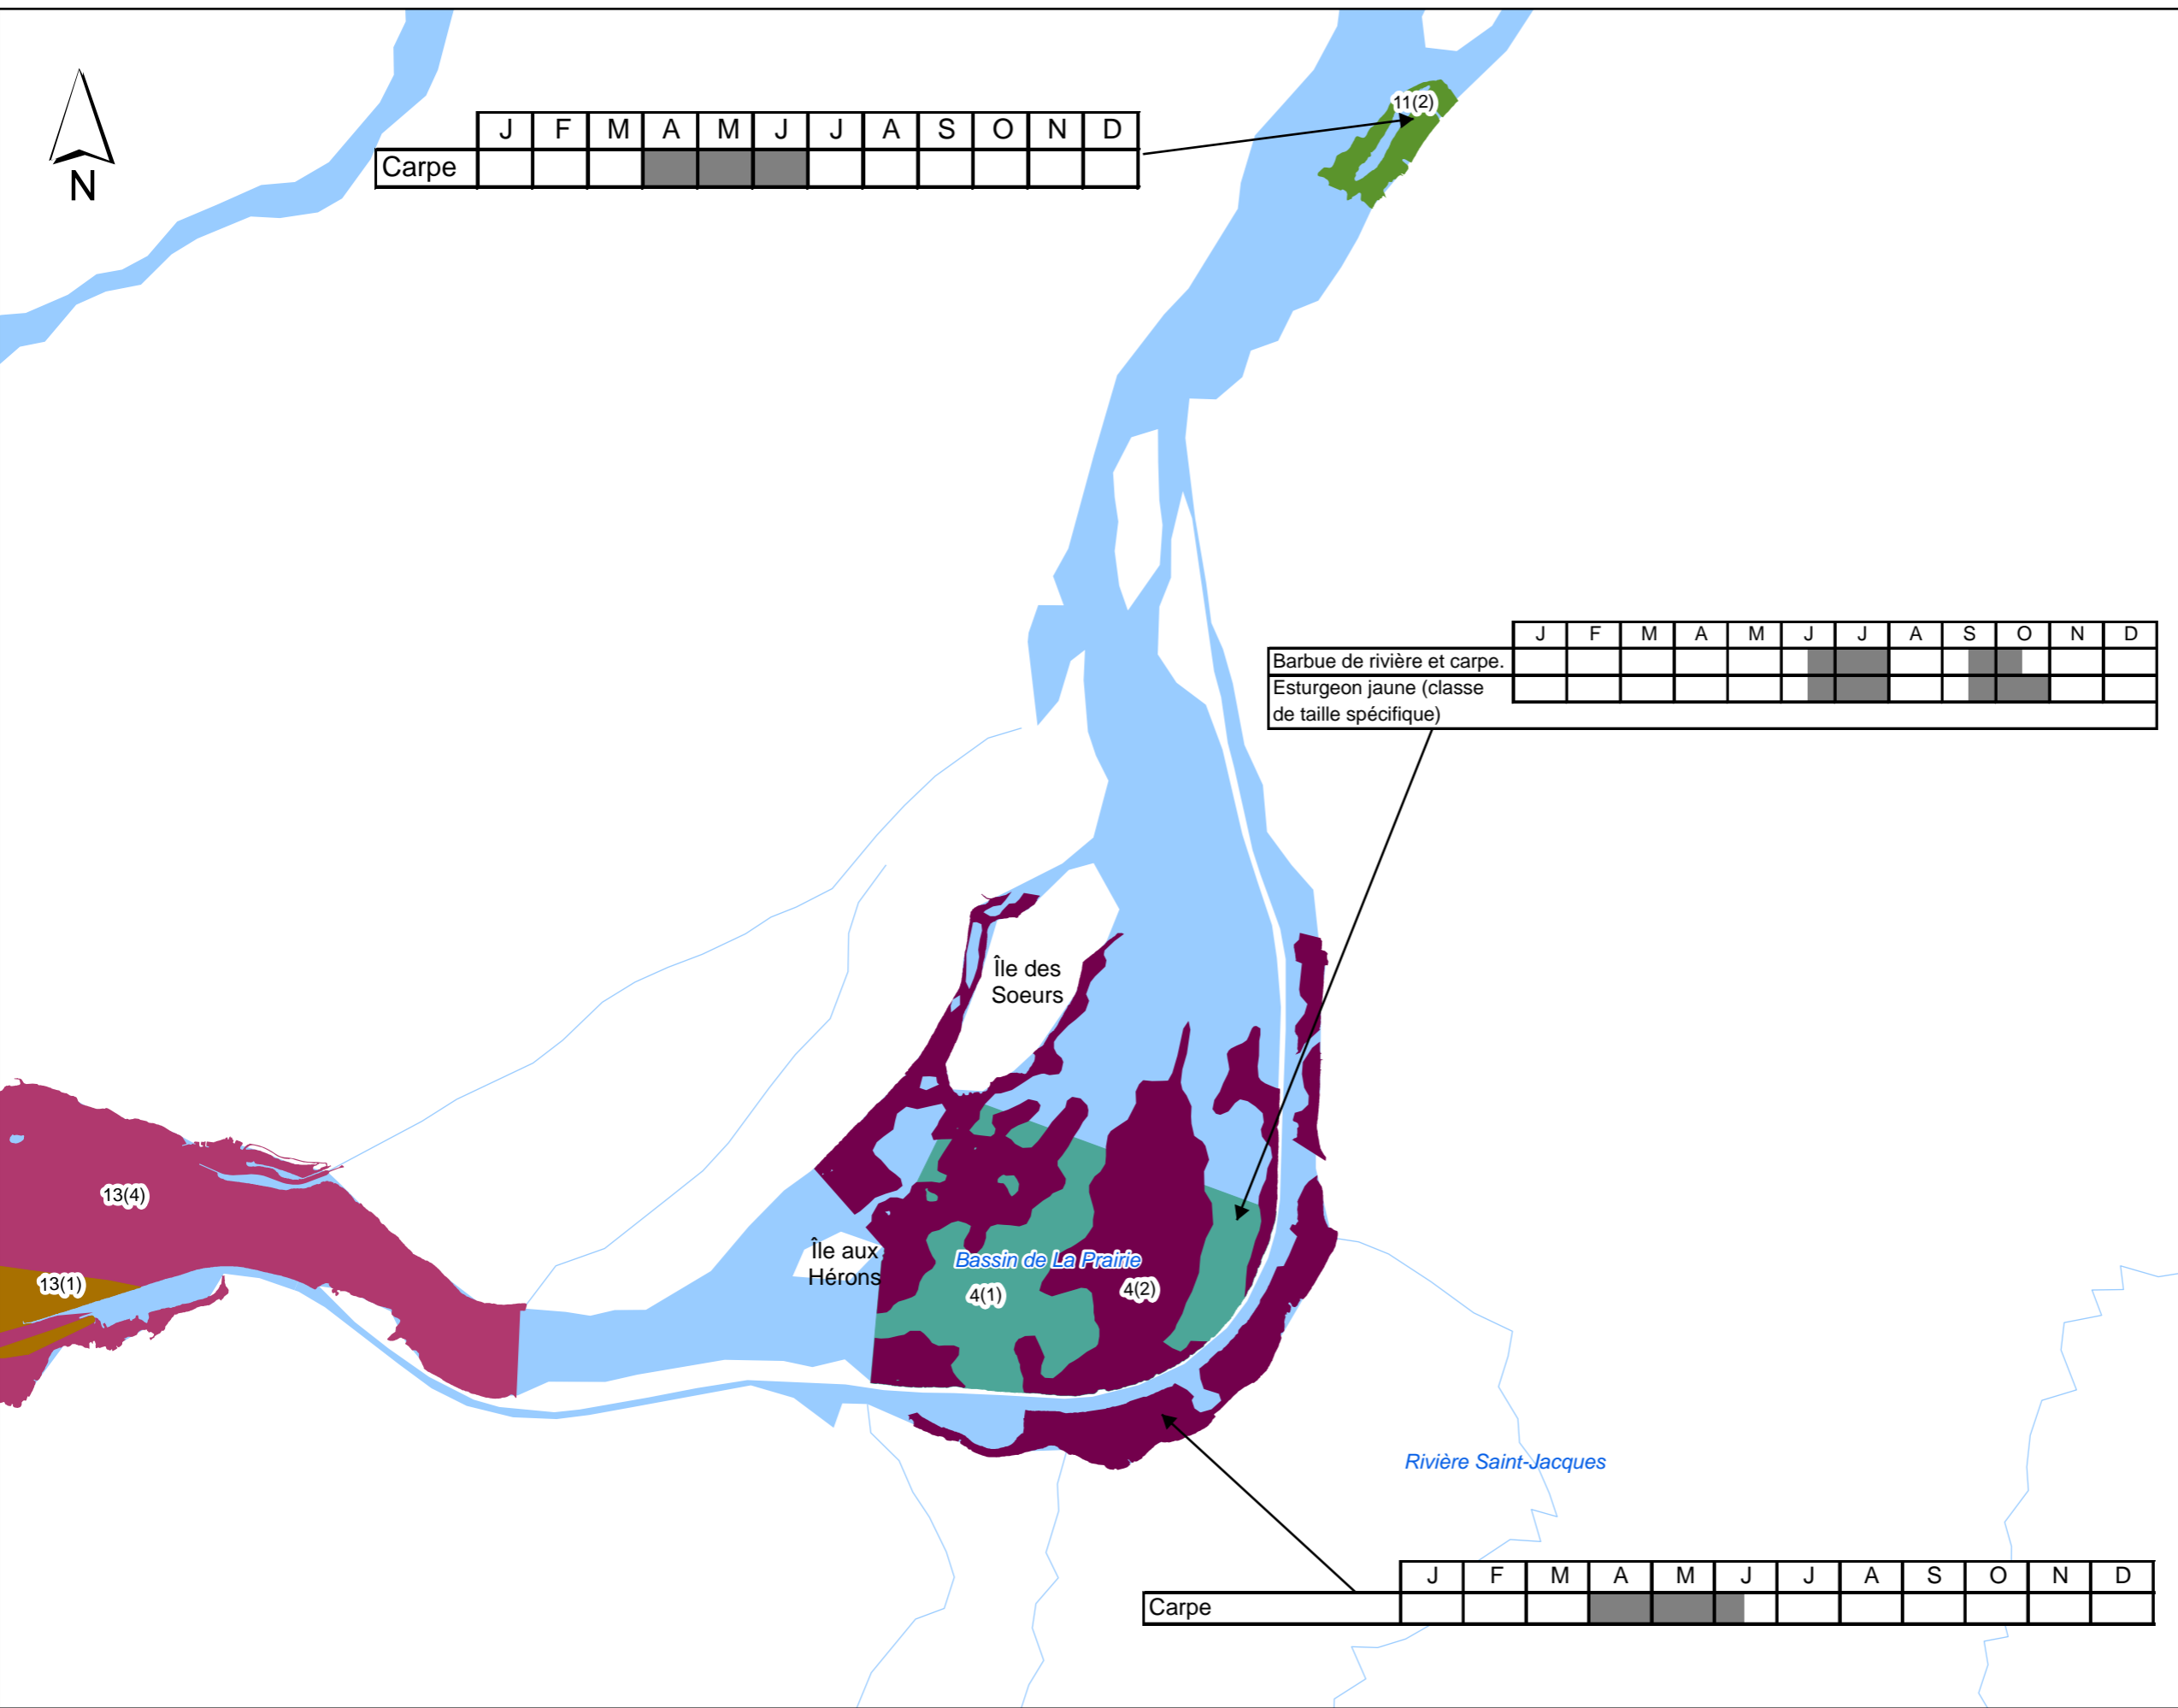 11(2)
J F M A M J J A S O N D
Carpe
N
J F M A M J J A S O N D
Barbue de rivière et carpe.
Esturgeon jaune (classe
de taille spécifique)
Île des
Soeurs
13(4)
Île aux
Hérons
Bassin de La Prairie
13(1)
4(1)
4(2)
Rivière Saint-Jacques
J F M A M J J A S O N D
Carpe